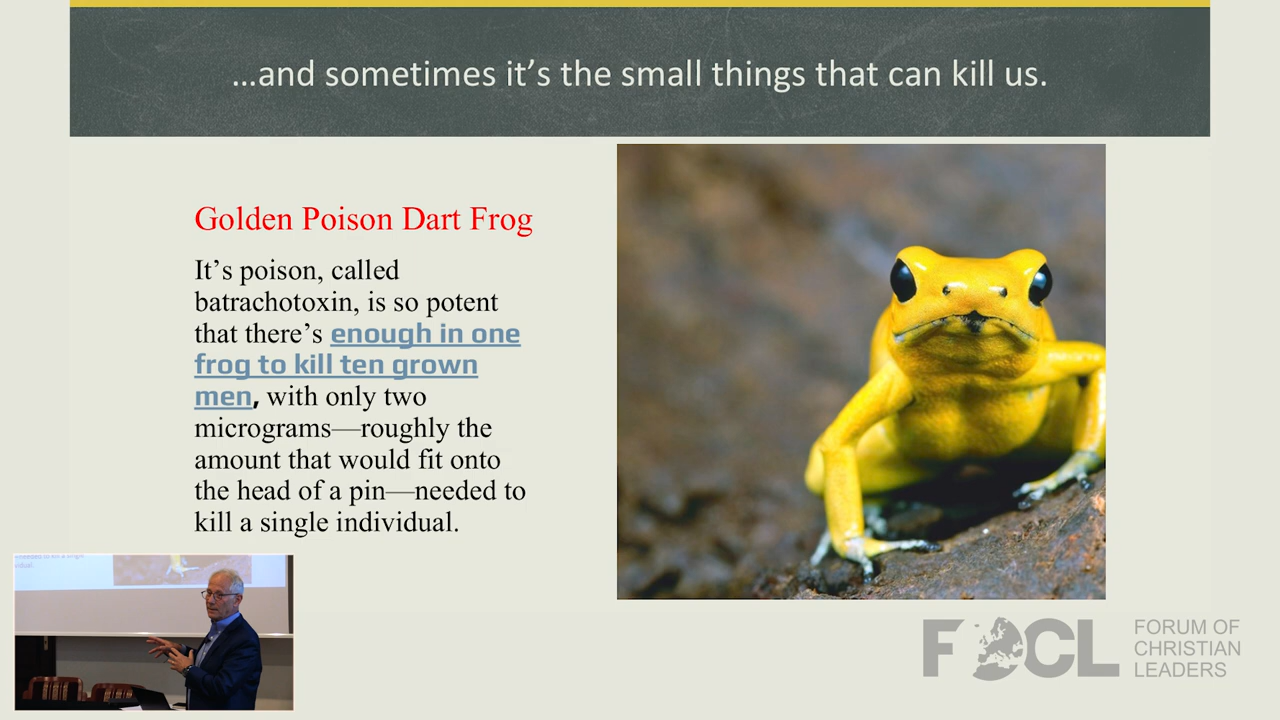 …and sometimes it’s the small things that can kill us.
Golden Poison Dart Frog
It’s poison, called
batrachotoxin, is so potent
that there’s enough in one
frog to kill ten grown
men, with only two
micrograms—roughly the
amount that would fit onto
the head of a pin—needed to
kill a single individual.
FOCL
FORUM OF
CHRISTIAN
LEADERS